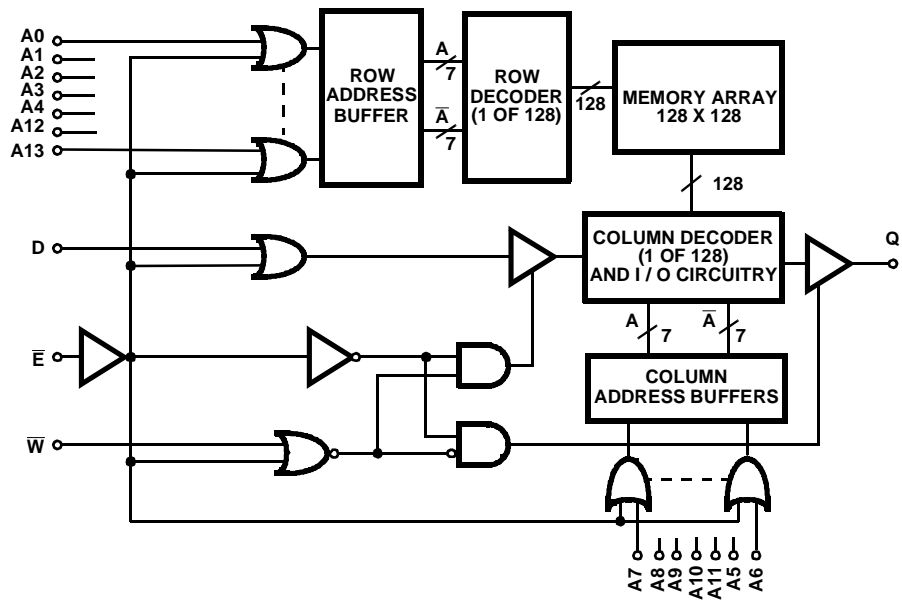 A0
A1
A2
A3
A4
A12
A13
ROW
ADDRESS
BUFFER
A
7
A̅
7
ROW
DECODER
(1 OF 128)
128
MEMORY ARRAY
128 X 128
128
D
COLUMN DECODER
(1 OF 128)
AND I / O CIRCUITRY
Q
A
7
A̅
7
E̅
COLUMN
ADDRESS BUFFERS
W̅
A7
A8
A9
A10
A11
A5
A6